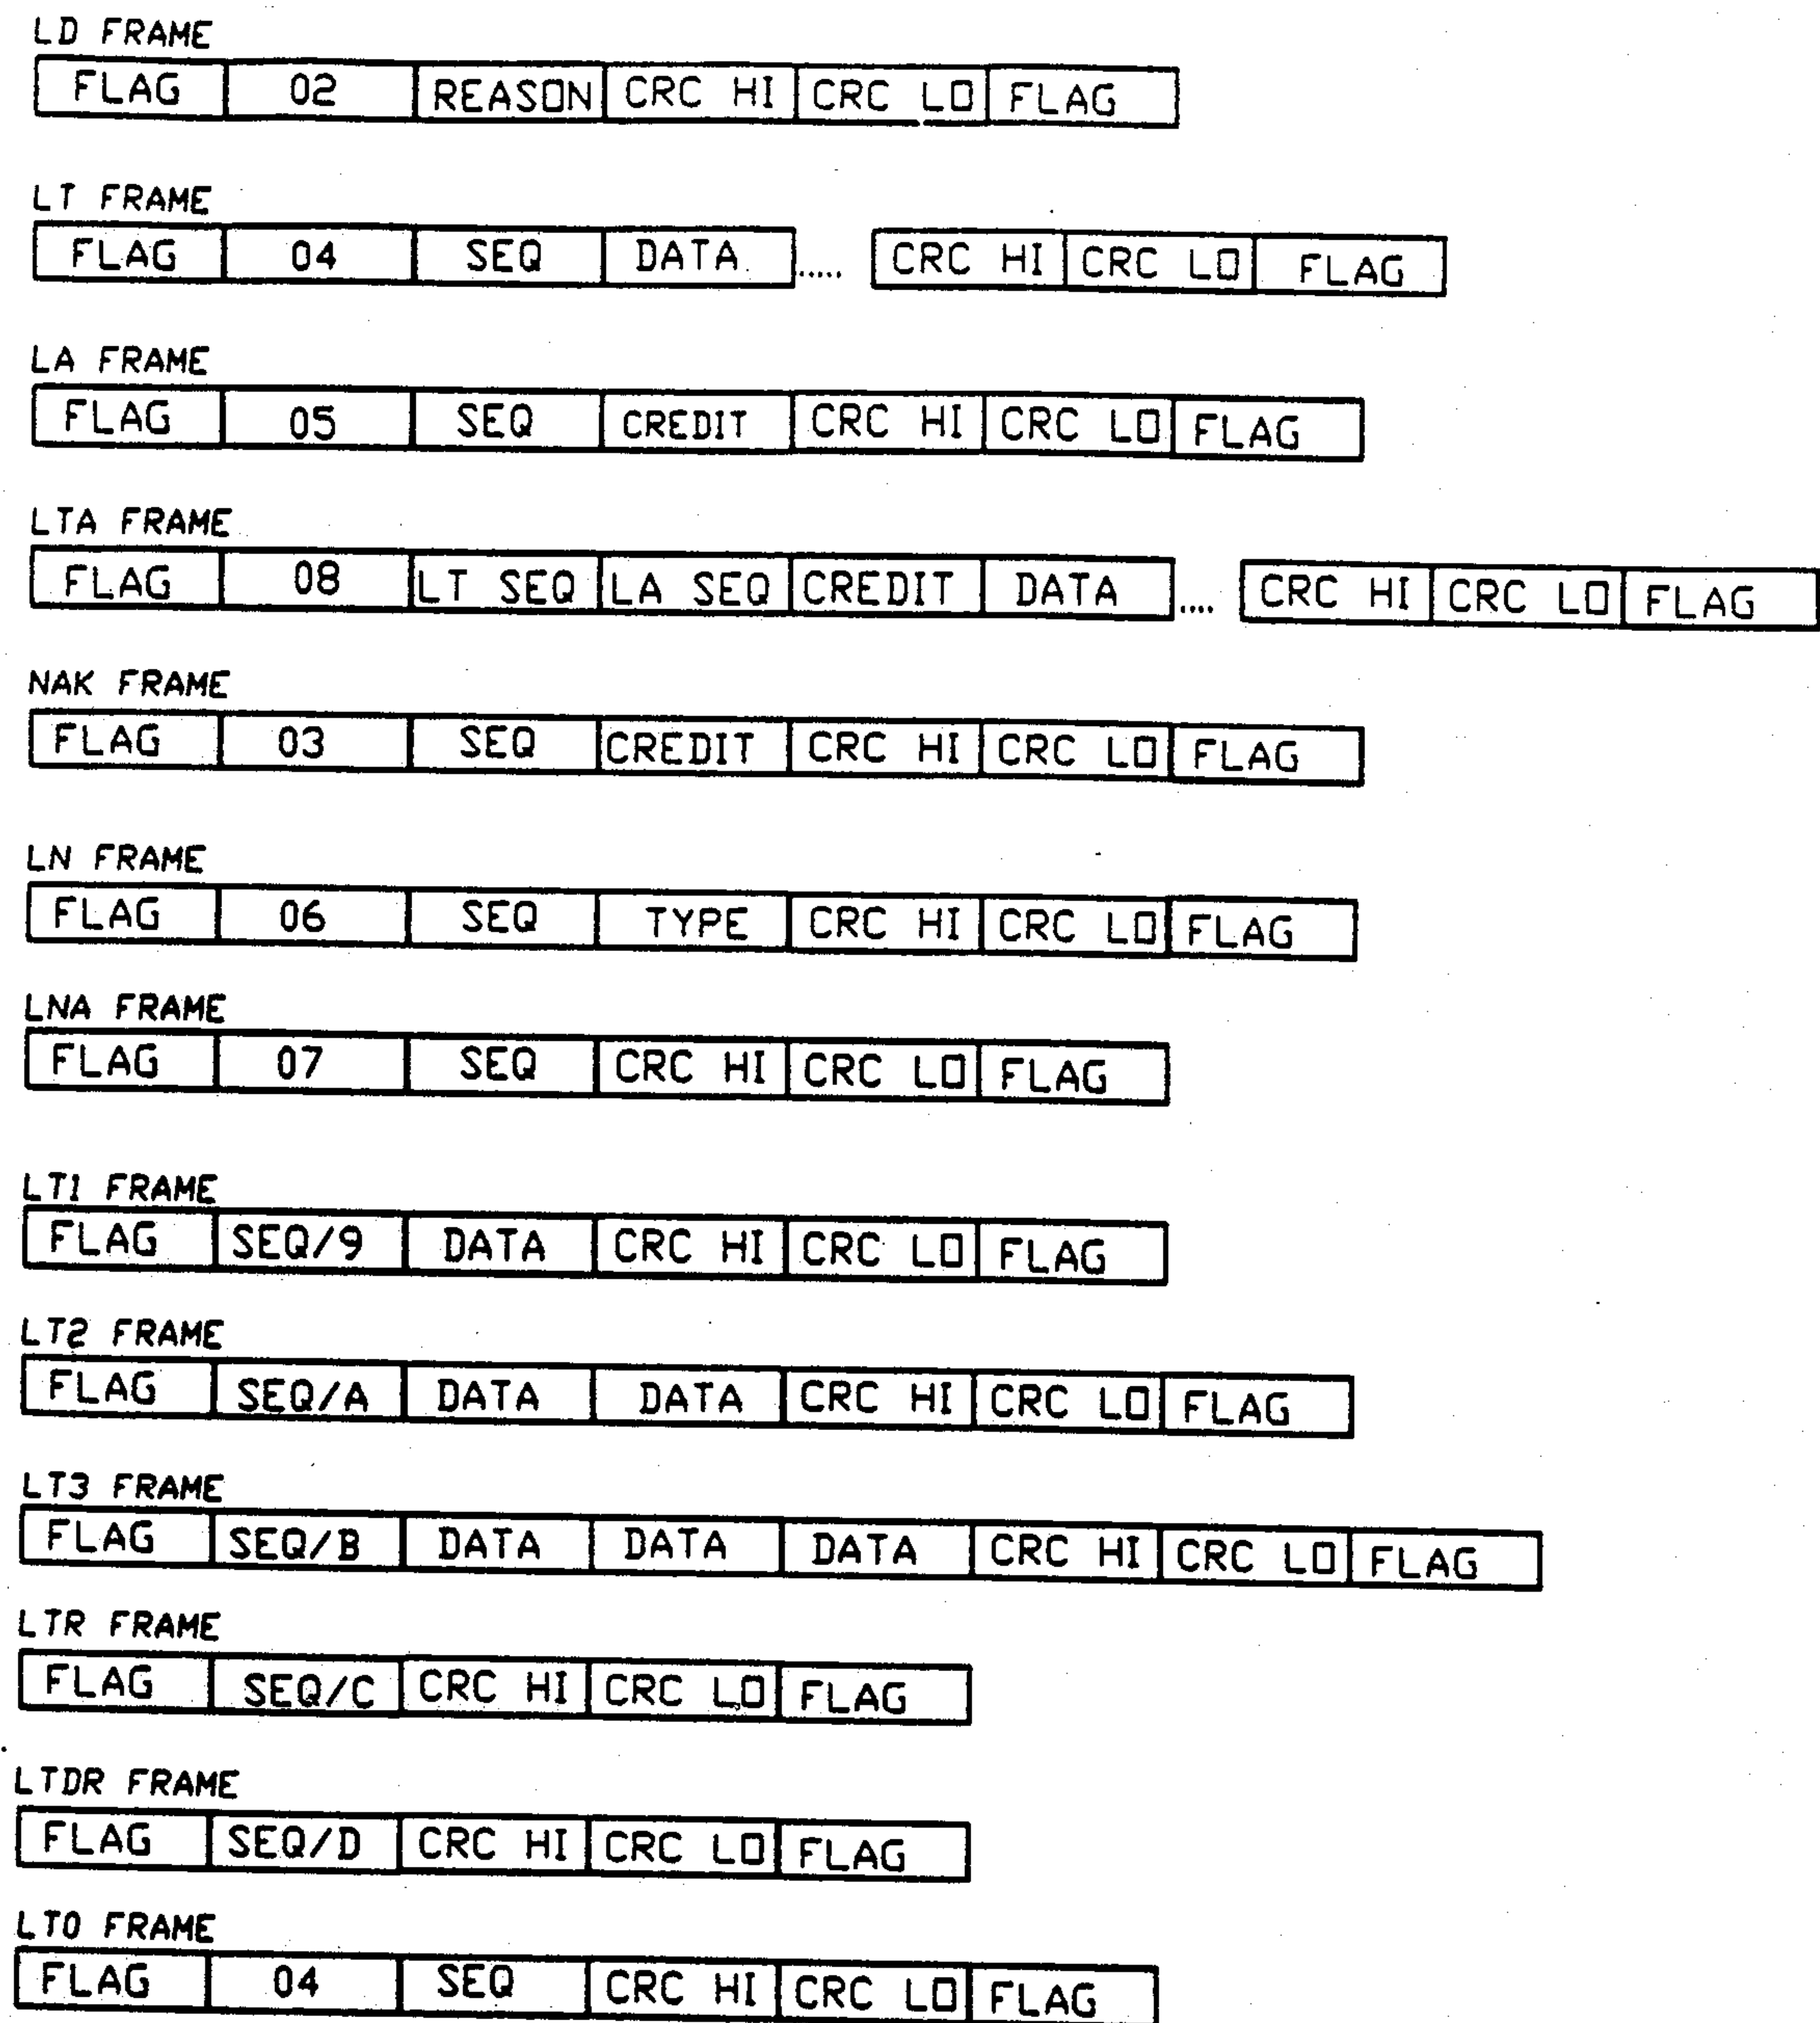 LD FRAME
FLAG 02 REASON CRC HI CRC LO FLAG
LT FRAME
FLAG 04 SEQ DATA ..... CRC HI CRC LO FLAG
LA FRAME
FLAG 05 SEQ CREDIT CRC HI CRC LO FLAG
LTA FRAME
FLAG 08 LT SEQ LA SEQ CREDIT DATA .... CRC HI CRC LO FLAG
NAK FRAME
FLAG 03 SEQ CREDIT CRC HI CRC LO FLAG
LN FRAME
FLAG 06 SEQ TYPE CRC HI CRC LO FLAG
LNA FRAME
FLAG 07 SEQ CRC HI CRC LO FLAG
LT1 FRAME
FLAG SEQ/9 DATA CRC HI CRC LO FLAG
LT2 FRAME
FLAG SEQ/A DATA DATA CRC HI CRC LO FLAG
LT3 FRAME
FLAG SEQ/B DATA DATA DATA CRC HI CRC LO FLAG
LTR FRAME
FLAG SEQ/C CRC HI CRC LO FLAG
LTDR FRAME
FLAG SEQ/D CRC HI CRC LO FLAG
LT0 FRAME
FLAG 04 SEQ CRC HI CRC LO FLAG